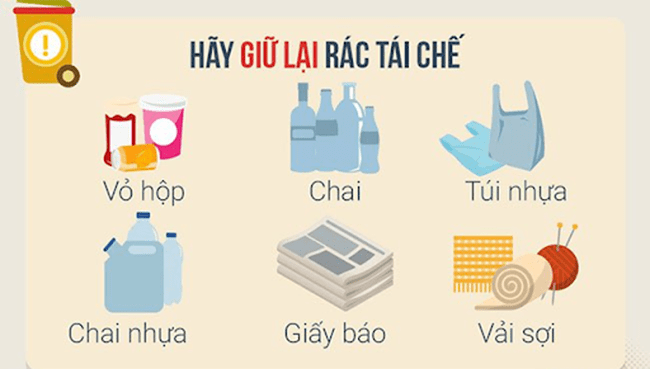 HÃY GIỮ LẠI RÁC TÁI CHẾ
Vỏ hộp
Chai
Túi nhựa
Chai nhựa
Giấy báo
Vải sợi